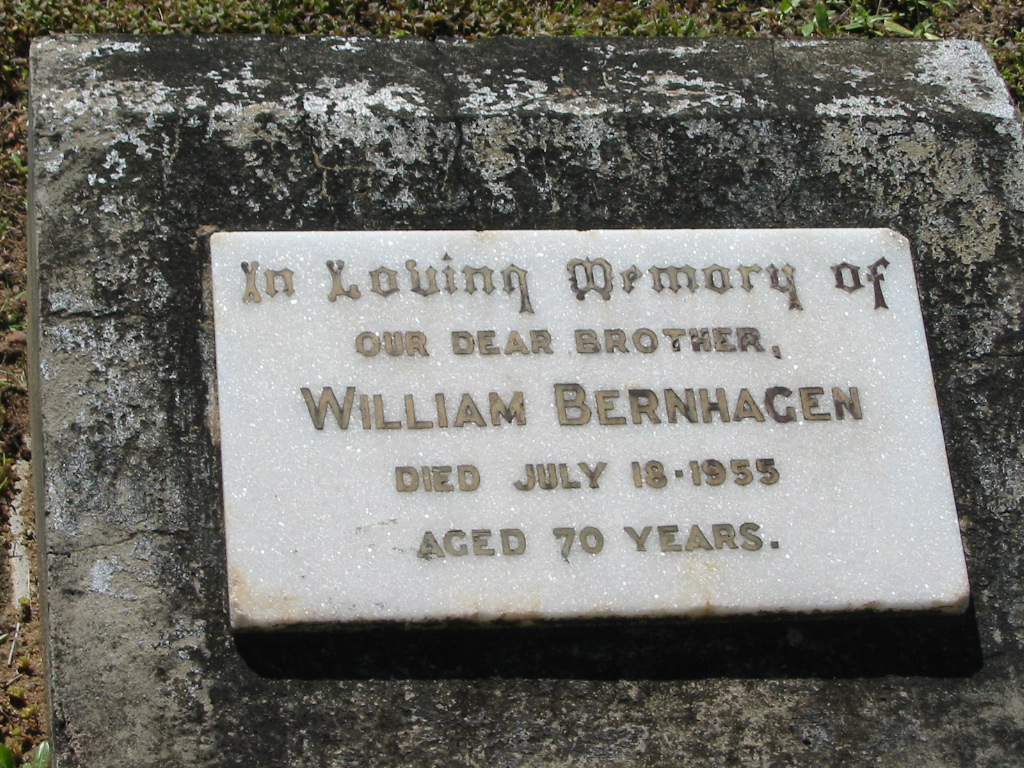 In Loving Memory of
OUR DEAR BROTHER,
WILLIAM BERNHAGEN
DIED JULY 18·1955
AGED 70 YEARS.